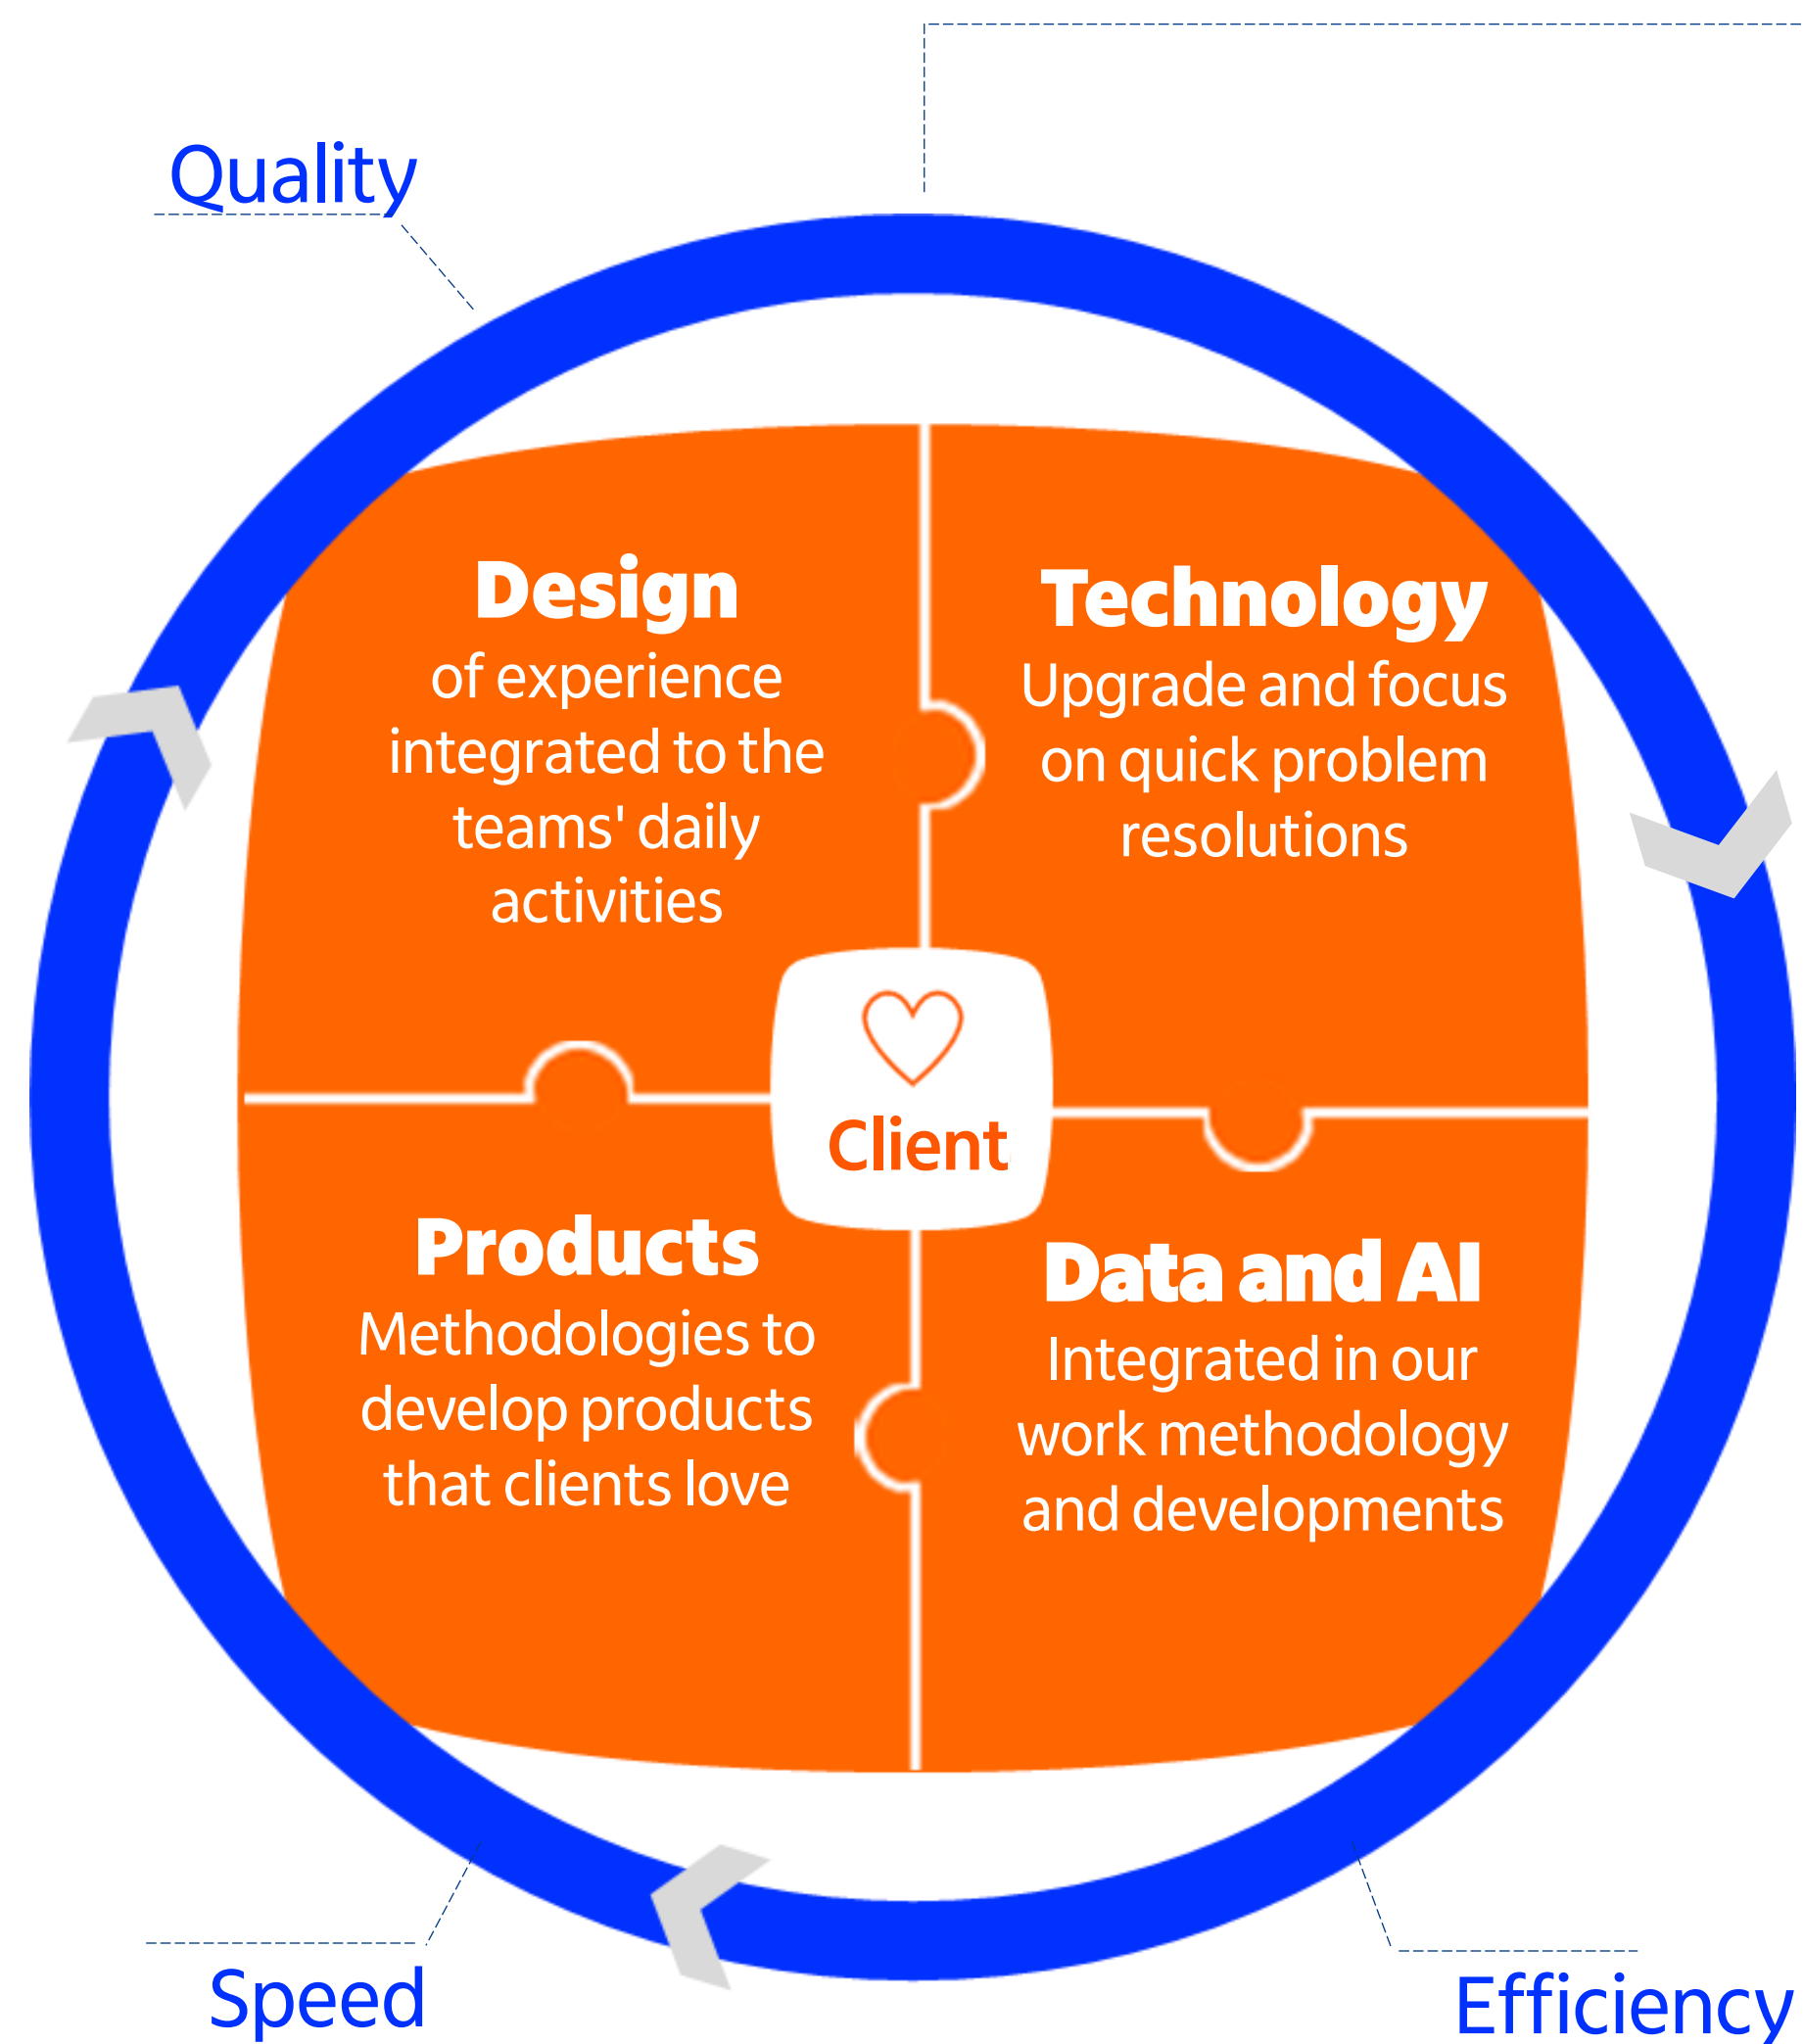 Quality
Design
of experience
integrated to the
teams' daily
activities
Technology
Upgrade and focus
on quick problem
resolutions
Client
Products
Methodologies to
develop products
that clients love
Data and AI
Integrated in our
work methodology
and developments
Speed
Efficiency